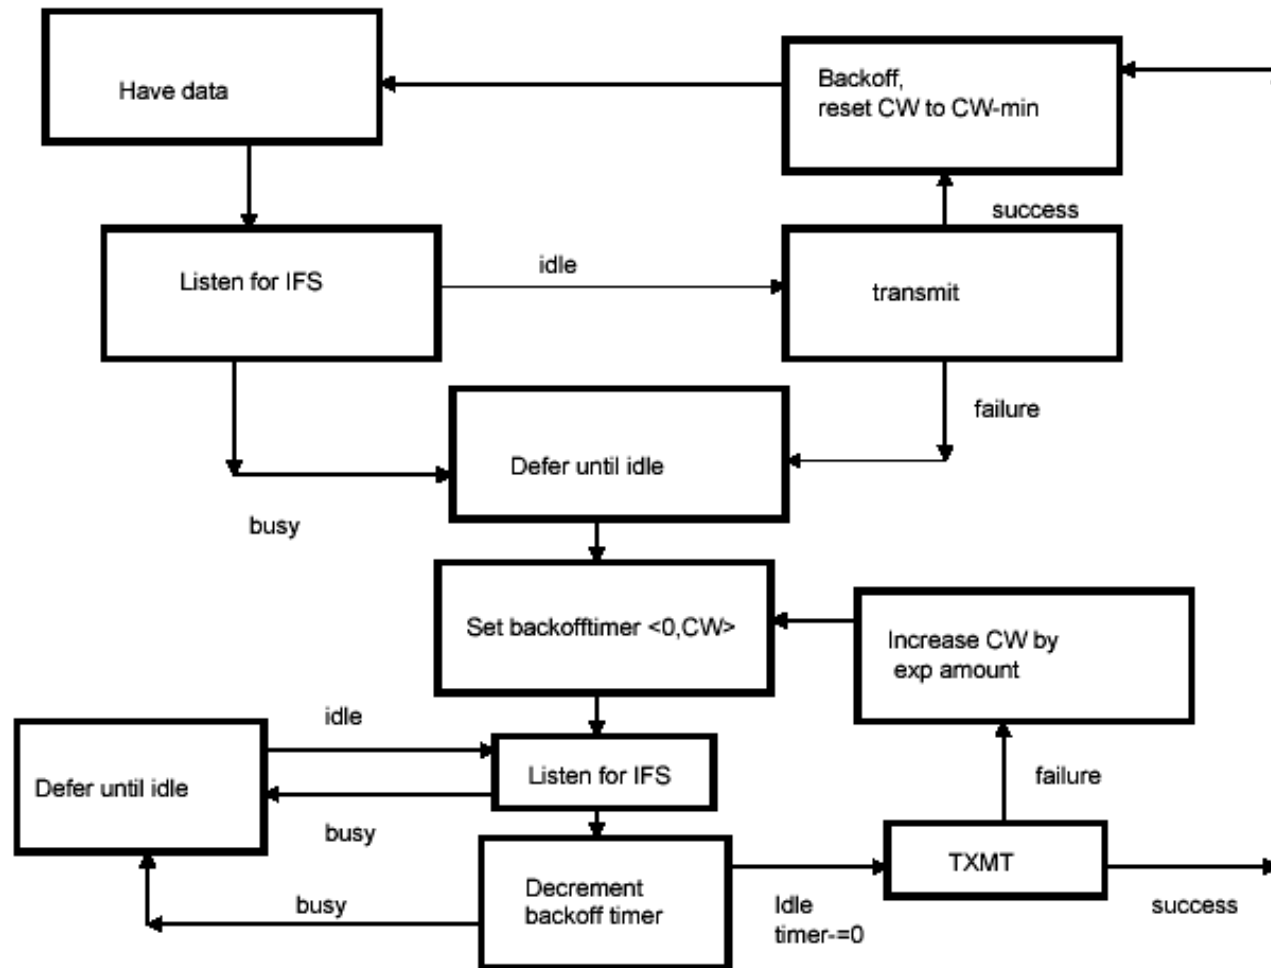 Have data
Backoff,
reset CW to CW-min
success
Listen for IFS
idle
transmit
failure
Defer until idle
busy
Set backofftimer <0,CW>
Increase CW by
exp amount
idle
Defer until idle
Listen for IFS
failure
busy
TXMT
Decrement
backoff timer
busy
Idle
timer-=0
success